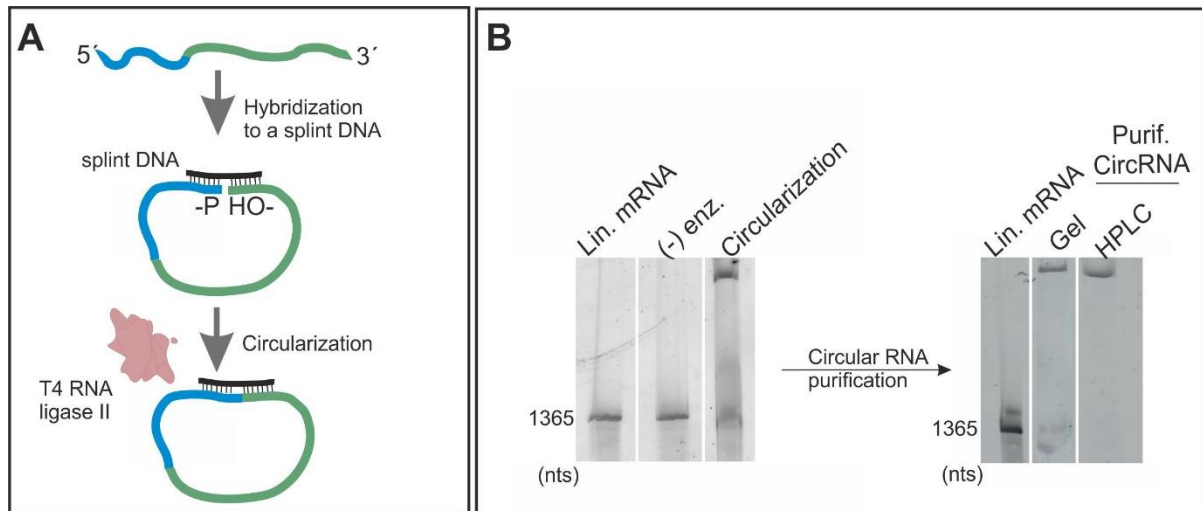 A
5´
3´
Hybridization
to a splint DNA
splint DNA
-P HO-
Circularization
T4 RNA
ligase II
B
Lin. mRNA
(-) enz.
Circularization
1365
(nts)
Circular RNA
purification
Purif.
CircRNA
Lin. mRNA
Gel
HPLC
1365
(nts)